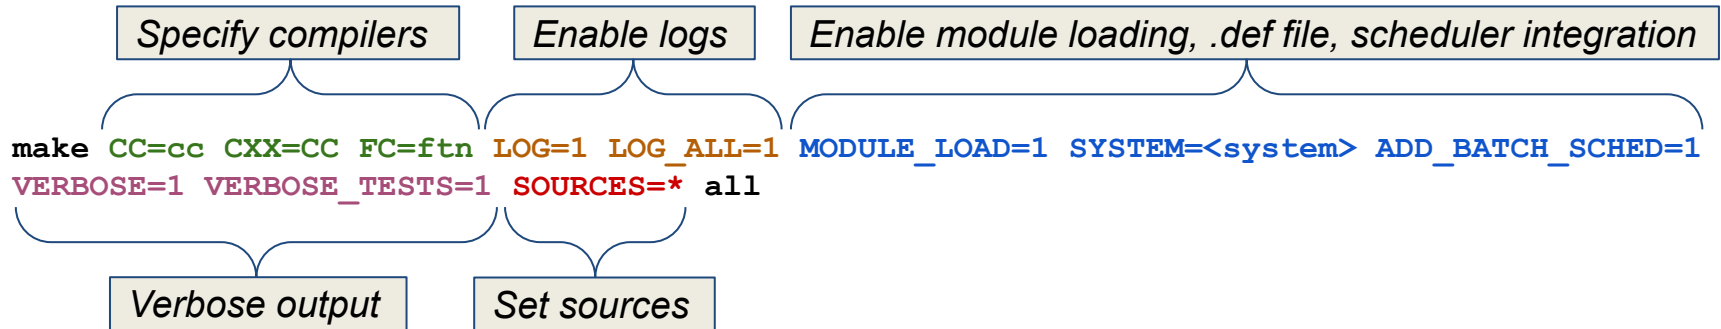 Specify compilers
Enable logs
Enable module loading, .def file, scheduler integration
make CC=cc CXX=CC FC=ftn LOG=1 LOG_ALL=1 MODULE_LOAD=1 SYSTEM=<system> ADD_BATCH_SCHED=1
VERBOSE=1 VERBOSE_TESTS=1 SOURCES=* all
Verbose output
Set sources